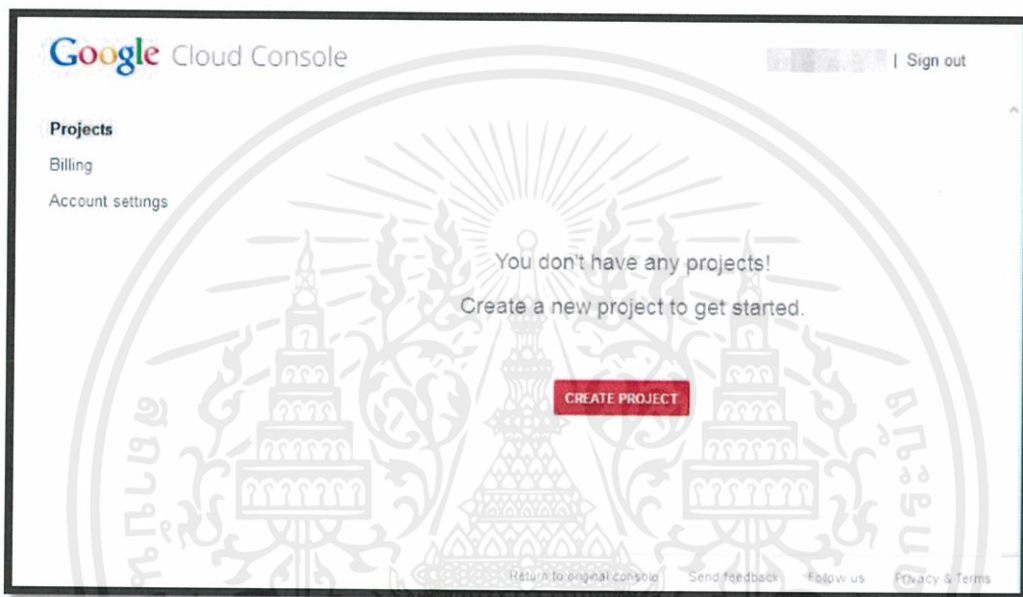 Google Cloud Console
| Sign out
Projects
Billing
Account settings
You don't have any projects!
Create a new project to get started.
CREATE PROJECT
Return to original console Send feedback Follow us Privacy & Terms